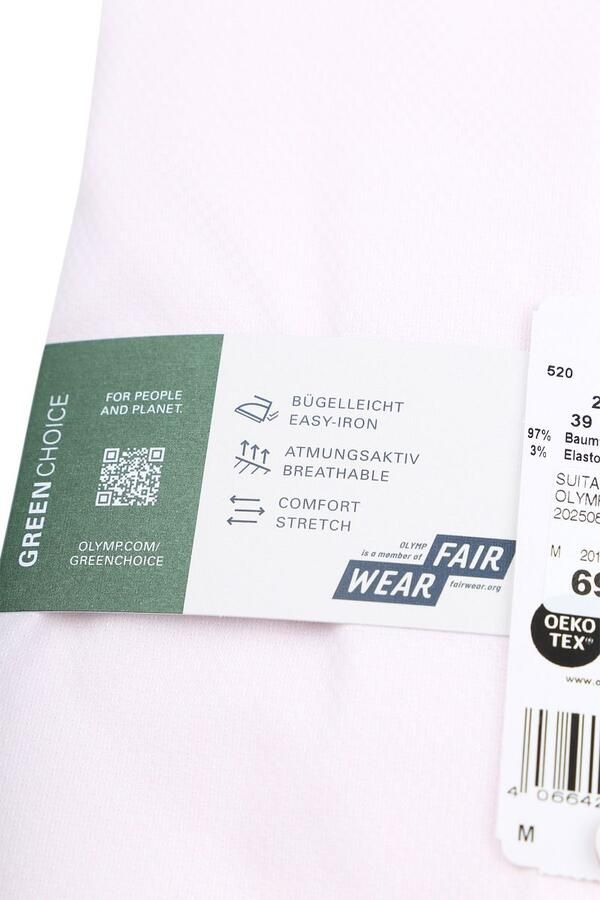 GREEN CHOICE
FOR PEOPLE
AND PLANET.
OLYMP.COM/
GREENCHOICE
BÜGELLEICHT
EASY-IRON
ATMUNGSAKTIV
BREATHABLE
COMFORT
STRETCH
OLYMP
is a member of
FAIR
WEAR
fairwear.org
520
39
97%
3%
M
OEKO
TEX
M